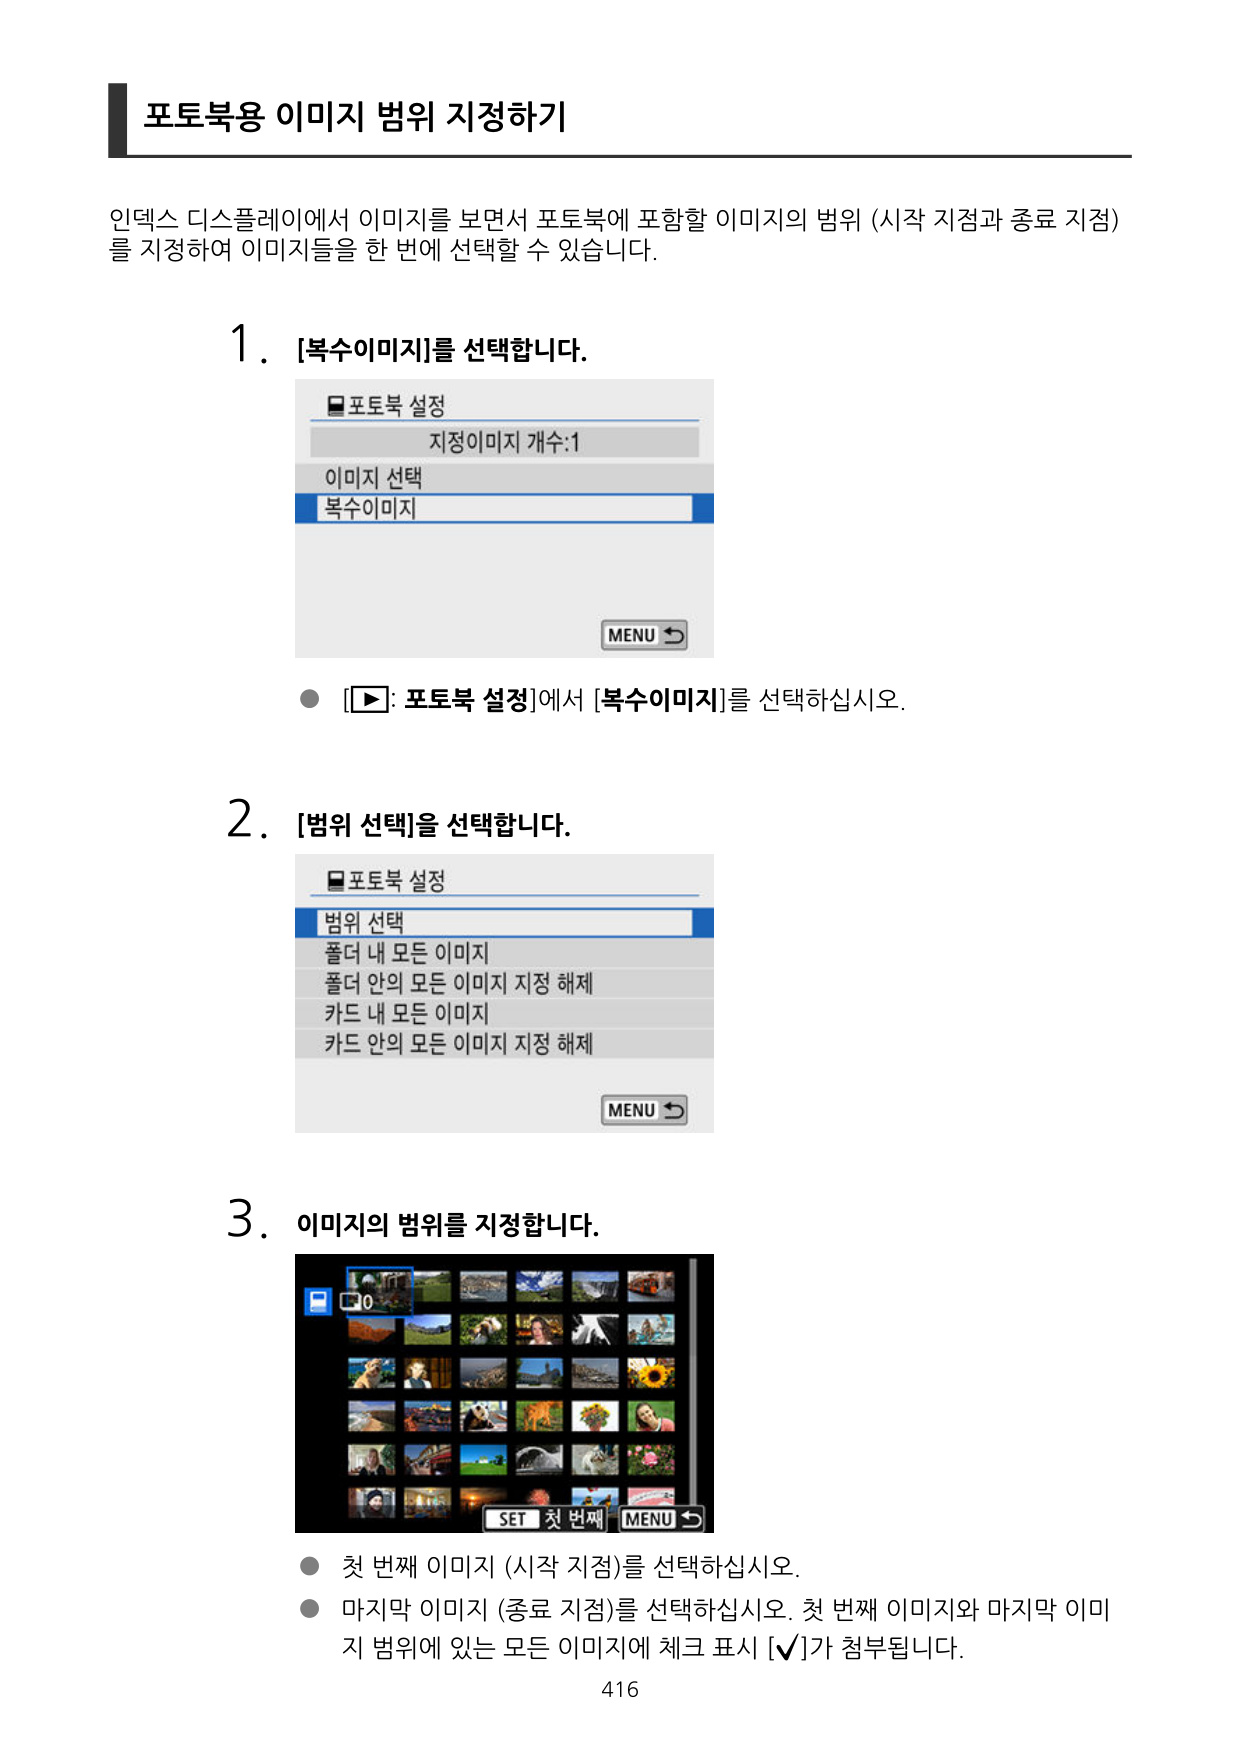 포토북용 이미지 범위 지정하기
인덱스 디스플레이에서 이미지를 보면서 포토북에 포함할 이미지의 범위 (시작 지점과 종료 지점)
를 지정하여 이미지들을 한 번에 선택할 수 있습니다.
1. [복수이미지]를 선택합니다.
포토북 설정
지정이미지 개수:1
이미지 선택
복수이미지
MENU
● [▶: 포토북 설정]에서 [복수이미지]를 선택하십시오.
2. [범위 선택]을 선택합니다.
포토북 설정
범위 선택
폴더 내 모든 이미지
폴더 안의 모든 이미지 지정 해제
카드 내 모든 이미지
카드 안의 모든 이미지 지정 해제
MENU
3. 이미지의 범위를 지정합니다.
0
SET 첫 번째 MENU
● 첫 번째 이미지 (시작 지점)를 선택하십시오.
● 마지막 이미지 (종료 지점)를 선택하십시오. 첫 번째 이미지와 마지막 이미
지 범위에 있는 모든 이미지에 체크 표시 [✓]가 첨부됩니다.
416